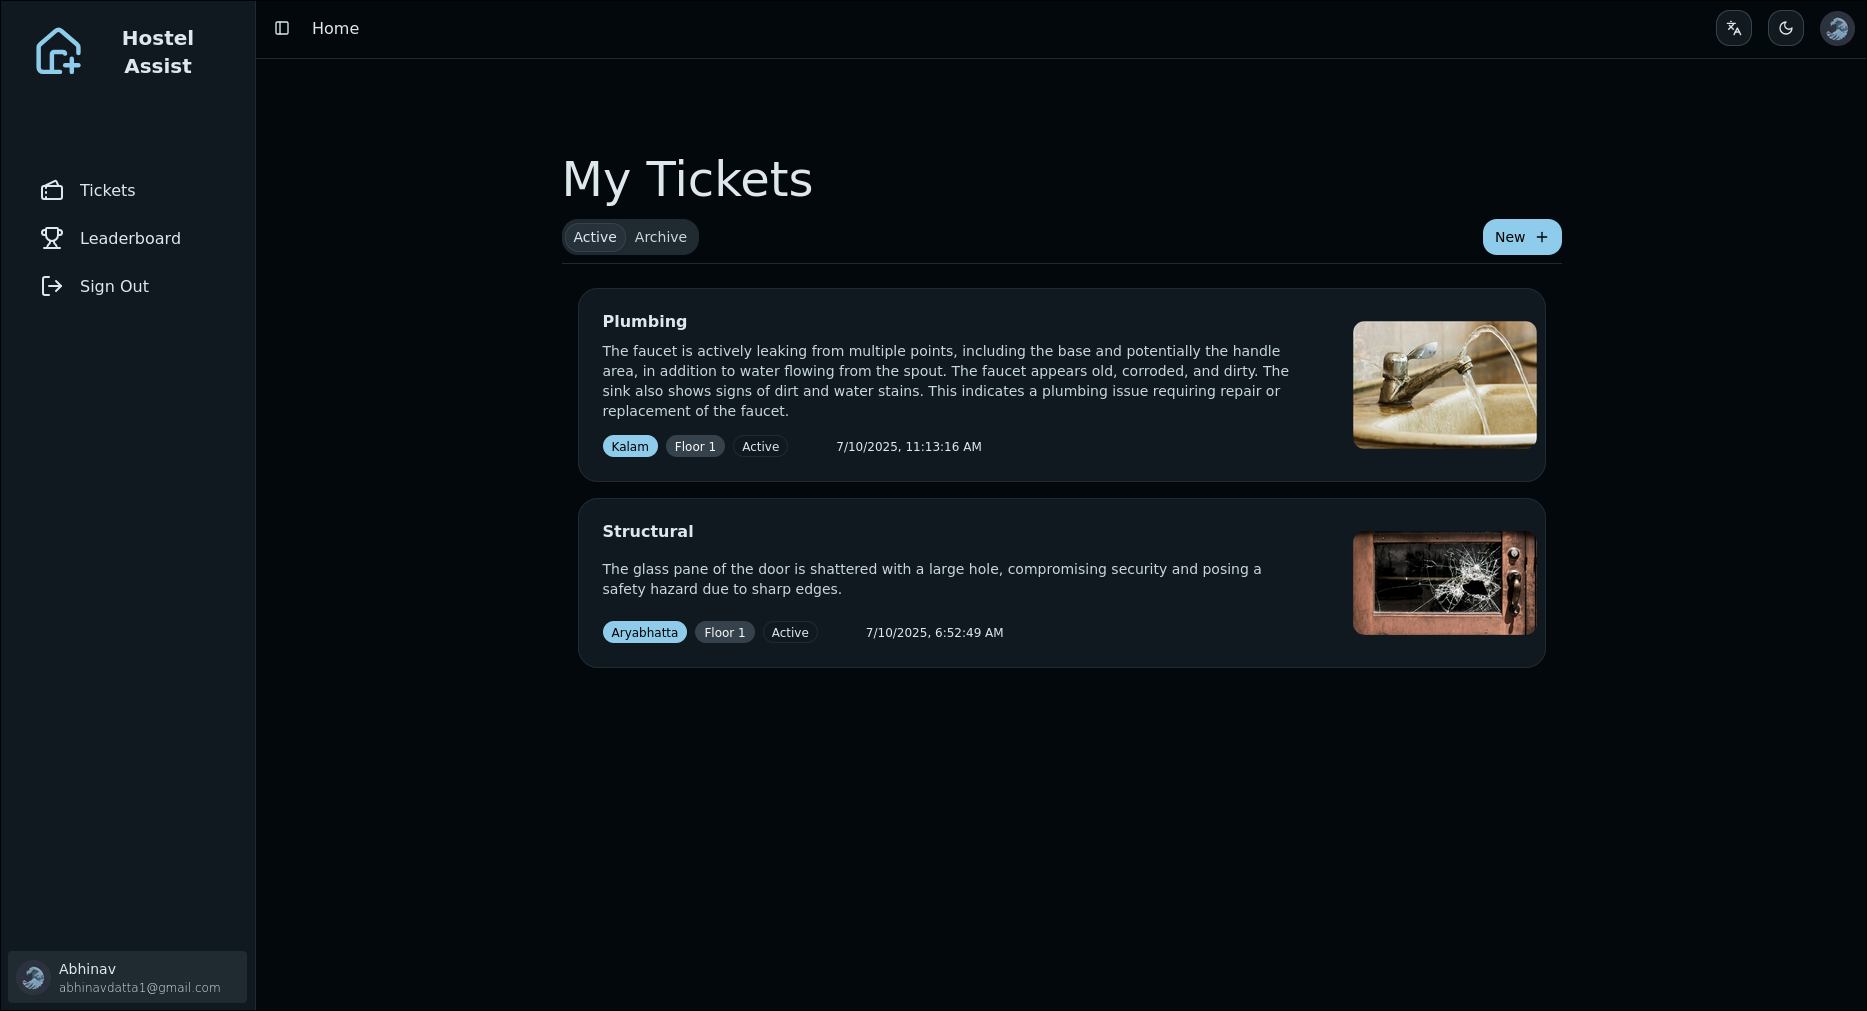 Hostel
Assist
Tickets
Leaderboard
Sign Out
Abhinav
abhinavdatta1@gmail.com
Home
My Tickets
Active Archive
New +
Plumbing
The faucet is actively leaking from multiple points, including the base and potentially the handle
area, in addition to water flowing from the spout. The faucet appears old, corroded, and dirty. The
sink also shows signs of dirt and water stains. This indicates a plumbing issue requiring repair or
replacement of the faucet.
Kalam Floor 1 Active 7/10/2025, 11:13:16 AM
Structural
The glass pane of the door is shattered with a large hole, compromising security and posing a
safety hazard due to sharp edges.
Aryabhatta Floor 1 Active 7/10/2025, 6:52:49 AM